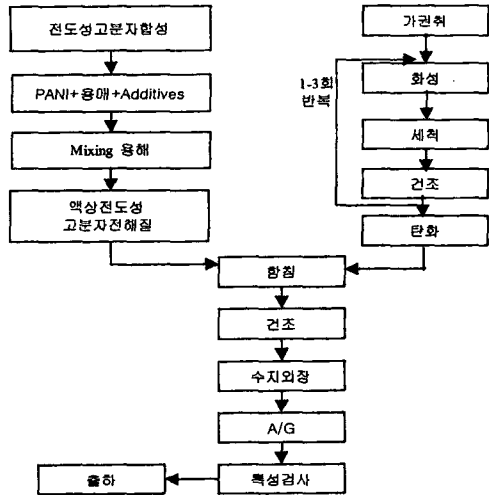 전도성고분자합성
PANI+용매+Additives
Mixing 용해
액상전도성
고분자전해질
가권취
1-3회
반복
화성
세척
건조
탄화
함침
건조
수지외장
A/G
특성검사
출하